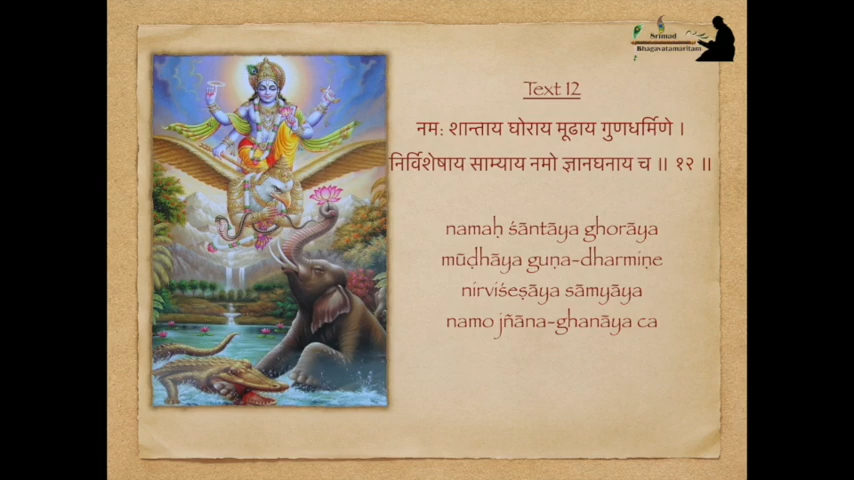 Srimad
Bhagavatamaritam
Text 12
नमः शान्ताय घोराय मूढाय गुणधर्मिणे ।
निर्विशेषाय साम्याय नमो ज्ञानघनाय च ॥ १२ ॥
namaḥ śāntāya ghorāya
mūḍhāya guṇa-dharmiṇe
nirviśeṣāya sāmyāya
namo jñāna-ghanāya ca